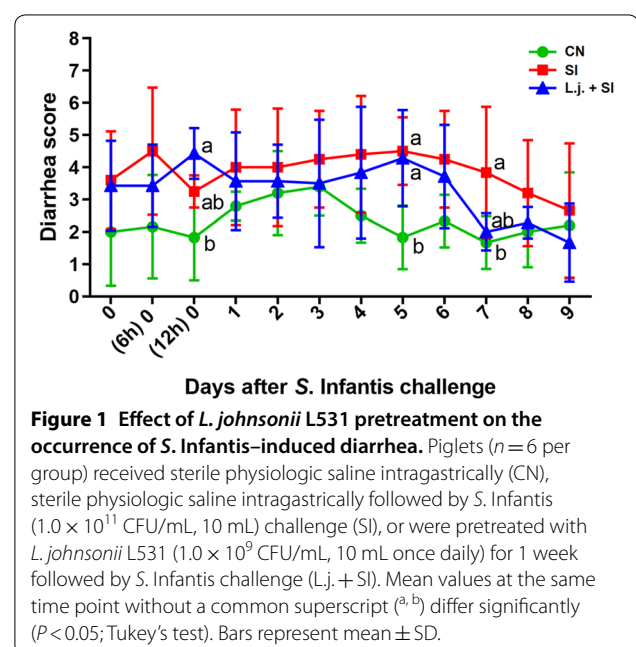 8
7
6
5
4
3
2
1
0
Diarrhea score
CN
SI
L.j. + SI
a
ab
b
a
a
b
a
ab
b
0
(6h) 0
(12h) 0
1
2
3
4
5
6
7
8
9
Days after S. Infantis challenge
Figure 1 Effect of L. johnsonii L531 pretreatment on the
occurrence of S. Infantis–induced diarrhea. Piglets (n = 6 per
group) received sterile physiologic saline intragastrically (CN),
sterile physiologic saline intragastrically followed by S. Infantis
(1.0 × 10¹¹ CFU/mL, 10 mL) challenge (SI), or were pretreated with
L. johnsonii L531 (1.0 × 10⁹ CFU/mL, 10 mL once daily) for 1 week
followed by S. Infantis challenge (L.j. + SI). Mean values at the same
time point without a common superscript (ᵃ, ᵇ) differ significantly
(P < 0.05; Tukey’s test). Bars represent mean ± SD.